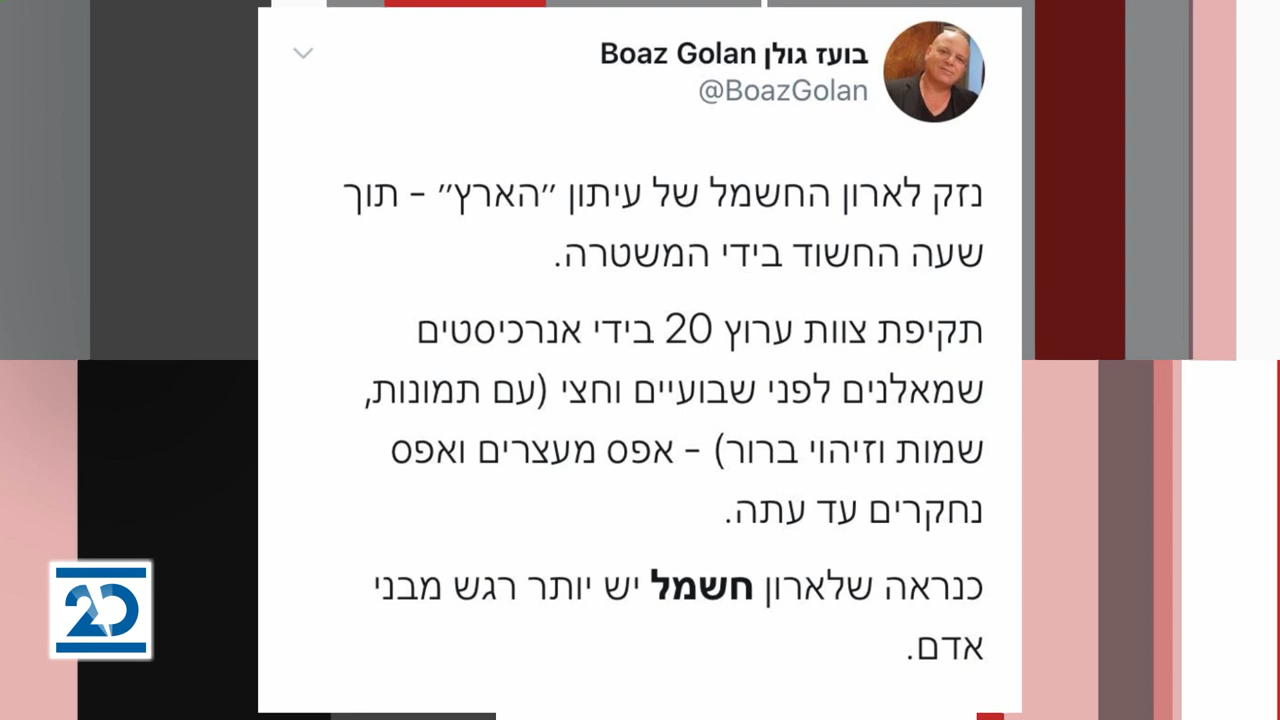 בועז גולן Boaz Golan
@BoazGolan
נזק לארון החשמל של עיתון ״הארץ״ - תוך
שעה החשוד בידי המשטרה.
תקיפת צוות ערוץ 20 בידי אנרכיסטים
שמאלנים לפני שבועיים וחצי (עם תמונות,
שמות וזיהוי ברור) - אפס מעצרים ואפס
נחקרים עד עתה.
כנראה שלארון חשמל יש יותר רגש מבני
אדם.
20